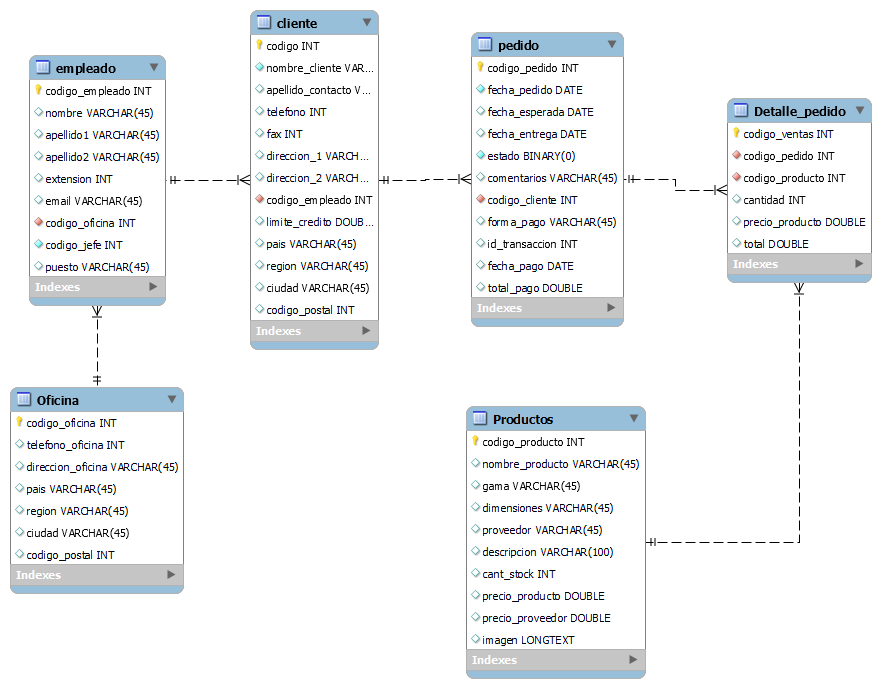 empleado
codigo_empleado INT
nombre VARCHAR(45)
apellido1 VARCHAR(45)
apellido2 VARCHAR(45)
extension INT
email VARCHAR(45)
codigo_oficina INT
codigo_jefe INT
puesto VARCHAR(45)
Indexes
cliente
codigo INT
nombre_cliente VAR...
apellido_contacto V...
telefono INT
fax INT
direccion_1 VARCH...
direccion_2 VARCH...
codigo_empleado INT
limite_credito DOUB...
pais VARCHAR(45)
region VARCHAR(45)
ciudad VARCHAR(45)
codigo_postal INT
Indexes
pedido
codigo_pedido INT
fecha_pedido DATE
fecha_esperada DATE
fecha_entrega DATE
estado BINARY(0)
comentarios VARCHAR(45)
codigo_cliente INT
forma_pago VARCHAR(45)
id_transaccion INT
fecha_pago DATE
total_pago DOUBLE
Indexes
Detalle_pedido
codigo_ventas INT
codigo_pedido INT
codigo_producto INT
cantidad INT
precio_producto DOUBLE
total DOUBLE
Indexes
Oficina
codigo_oficina INT
telefono_oficina INT
direccion_oficina VARCHAR(45)
pais VARCHAR(45)
region VARCHAR(45)
ciudad VARCHAR(45)
codigo_postal INT
Indexes
Productos
codigo_producto INT
nombre_producto VARCHAR(45)
gama VARCHAR(45)
dimensiones VARCHAR(45)
proveedor VARCHAR(45)
descripcion VARCHAR(100)
cant_stock INT
precio_producto DOUBLE
precio_proveedor DOUBLE
imagen LONGTEXT
Indexes